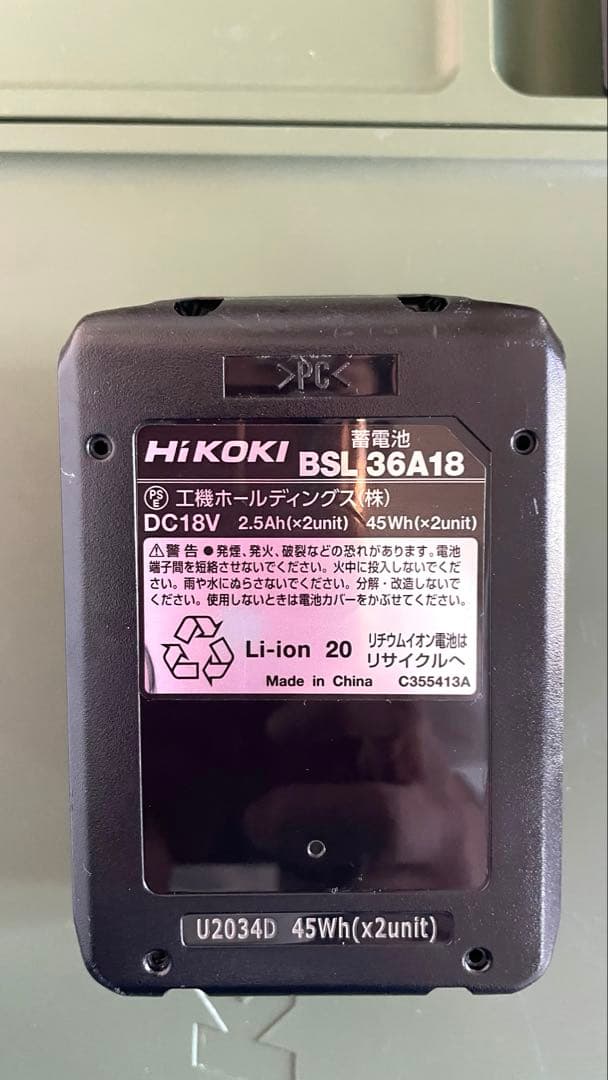 >PC<
HiKOKI 蓄電池
BSL 36A18
PSE 工機ホールディングス(株)
DC18V 2.5Ah(×2unit) 45Wh(×2unit)
⚠警告 ●発煙、発火、破裂などの恐れがあります。電池
端子間を短絡させないでください。火中に投入しないでくだ
さい。雨や水にぬらさないでください。分解・改造しないで
ください。使用しないときは電池カバーをかぶせてください。
Li-ion 20 リチウムイオン電池は
リサイクルへ
Made in China C355413A
U2034D 45Wh(x2unit)